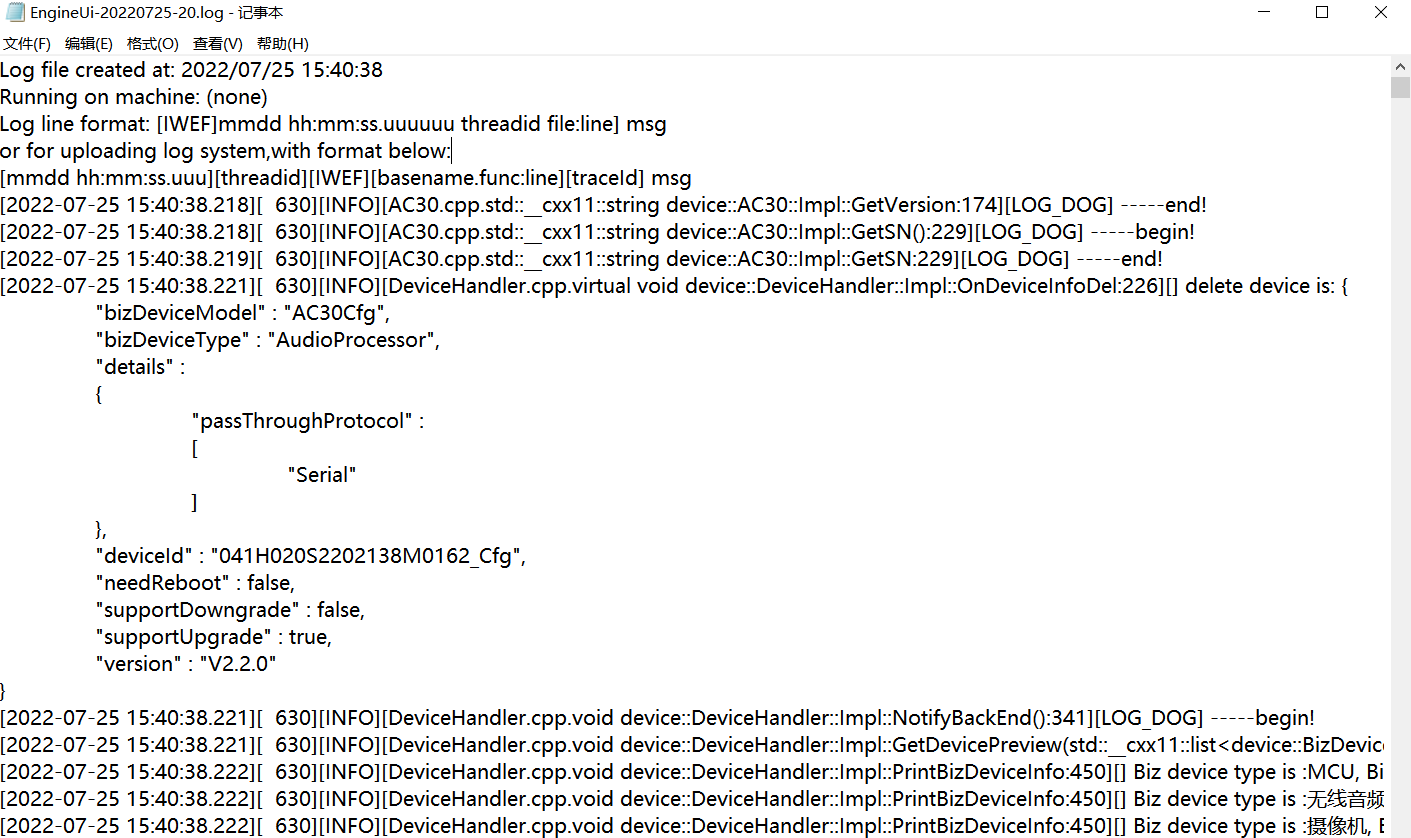 EngineUi-20220725-20.log - 记事本
文件(F) 编辑(E) 格式(O) 查看(V) 帮助(H)
Log file created at: 2022/07/25 15:40:38
Running on machine: (none)
Log line format: [IWEF]mmdd hh:mm:ss.uuuuuu threadid file:line] msg
or for uploading log system,with format below:
[mmdd hh:mm:ss.uuu][threadid][IWEF][basename.func:line][traceId] msg
[2022-07-25 15:40:38.218][  630][INFO][AC30.cpp.std::__cxx11::string device::AC30::Impl::GetVersion:174][LOG_DOG] -----end!
[2022-07-25 15:40:38.218][  630][INFO][AC30.cpp.std::__cxx11::string device::AC30::Impl::GetSN():229][LOG_DOG] -----begin!
[2022-07-25 15:40:38.219][  630][INFO][AC30.cpp.std::__cxx11::string device::AC30::Impl::GetSN:229][LOG_DOG] -----end!
[2022-07-25 15:40:38.221][  630][INFO][DeviceHandler.cpp.virtual void device::DeviceHandler::Impl::OnDeviceInfoDel:226][] delete device is: {
"bizDeviceModel" : "AC30Cfg",
"bizDeviceType" : "AudioProcessor",
"details" :
{
"passThroughProtocol" :
[
"Serial"
]
},
"deviceId" : "041H020S2202138M0162_Cfg",
"needReboot" : false,
"supportDowngrade" : false,
"supportUpgrade" : true,
"version" : "V2.2.0"
}
[2022-07-25 15:40:38.221][  630][INFO][DeviceHandler.cpp.void device::DeviceHandler::Impl::NotifyBackEnd():341][LOG_DOG] -----begin!
[2022-07-25 15:40:38.221][  630][INFO][DeviceHandler.cpp.void device::DeviceHandler::Impl::GetDevicePreview(std::__cxx11::list<device::BizDevic
[2022-07-25 15:40:38.222][  630][INFO][DeviceHandler.cpp.void device::DeviceHandler::Impl::PrintBizDeviceInfo:450][] Biz device type is :MCU, Bi
[2022-07-25 15:40:38.222][  630][INFO][DeviceHandler.cpp.void device::DeviceHandler::Impl::PrintBizDeviceInfo:450][] Biz device type is :无线音频
[2022-07-25 15:40:38.222][  630][INFO][DeviceHandler.cpp.void device::DeviceHandler::Impl::PrintBizDeviceInfo:450][] Biz device type is :摄像机,